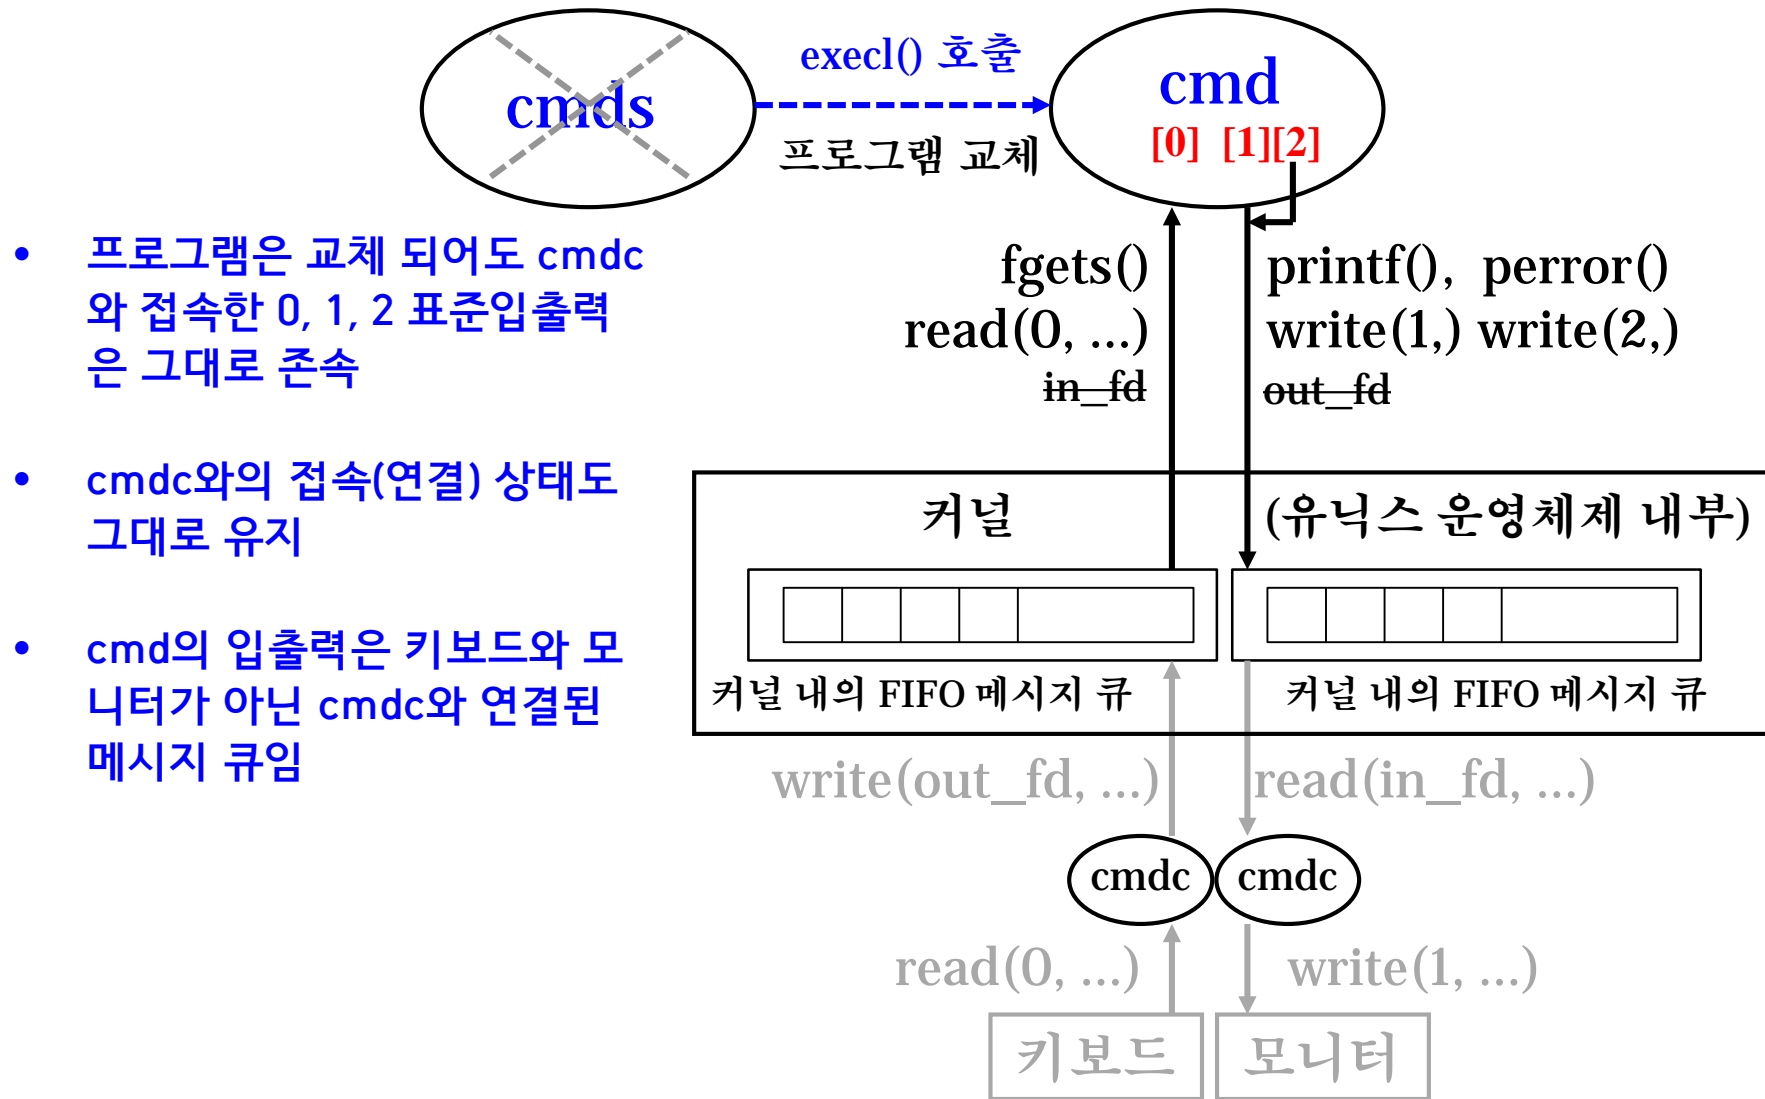 cmds
execl() 호출
프로그램 교체
cmd
[0] [1][2]
• 프로그램은 교체 되어도 cmdc
와 접속한 0, 1, 2 표준입출력
은 그대로 존속
• cmdc와의 접속(연결) 상태도
그대로 유지
• cmd의 입출력은 키보드와 모
니터가 아닌 cmdc와 연결된
메시지 큐임
fgets()
read(0, ...)
in_fd
printf(), perror()
write(1,) write(2,)
out_fd
커널 (유닉스 운영체제 내부)
커널 내의 FIFO 메시지 큐
커널 내의 FIFO 메시지 큐
write(out_fd, ...)
read(in_fd, ...)
cmdc
cmdc
read(0, ...)
write(1, ...)
키보드
모니터